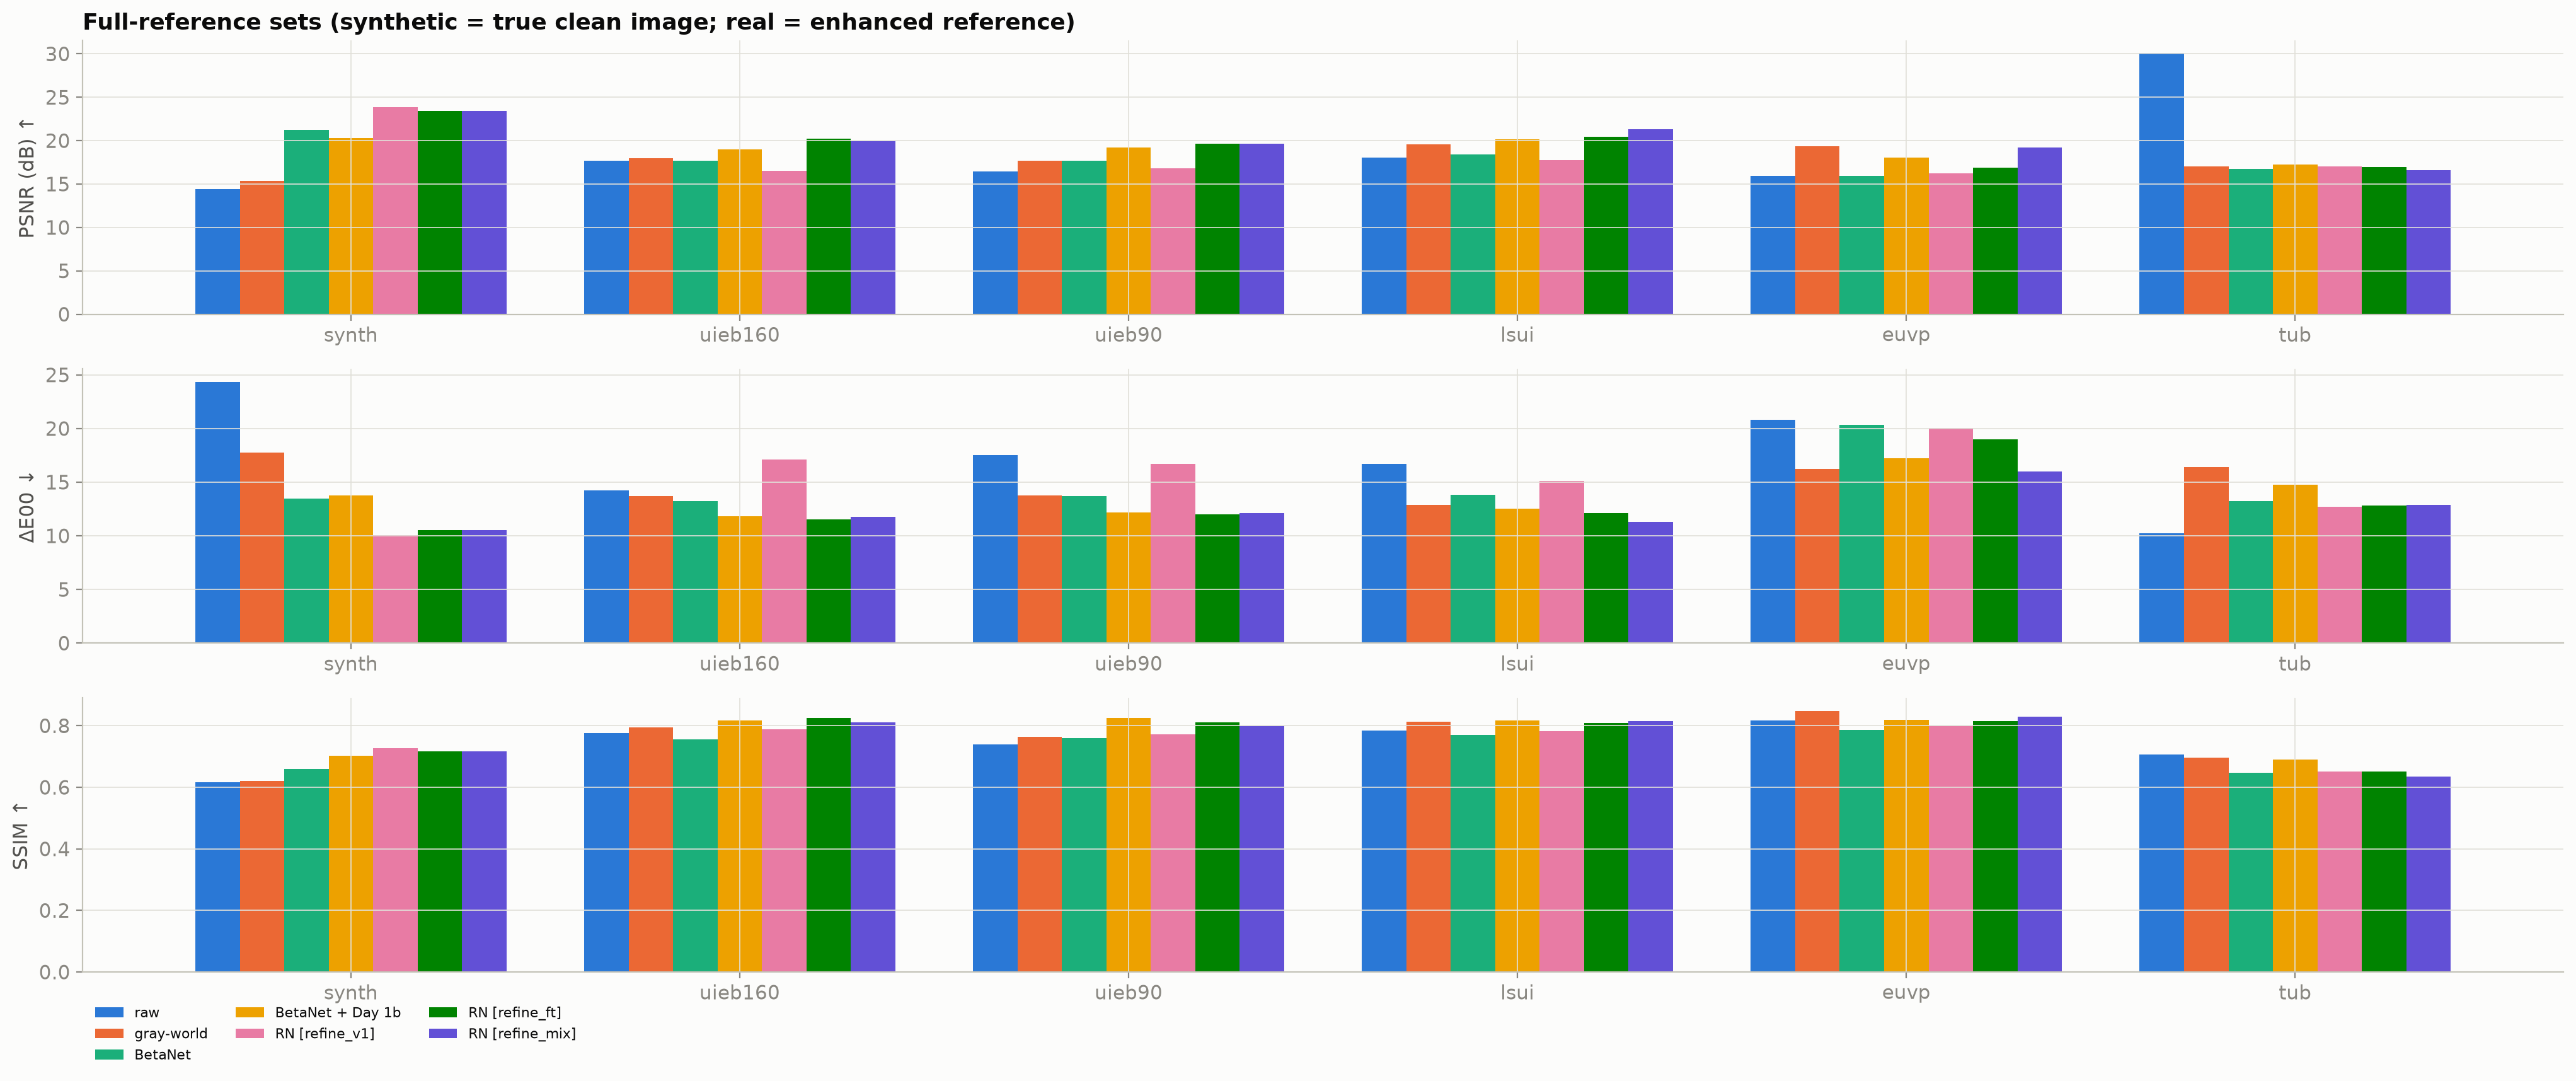 Full-reference sets (synthetic = true clean image; real = enhanced reference)
PSNR (dB) ↑
30
25
20
15
10
5
0
synth uieb160 uieb90 lsui euvp tub
ΔE00 ↓
25
20
15
10
5
0
synth uieb160 uieb90 lsui euvp tub
SSIM ↑
0.8
0.6
0.4
0.2
0.0
synth uieb160 uieb90 lsui euvp tub
raw BetaNet + Day 1b RN [refine_ft]
gray-world RN [refine_v1] RN [refine_mix]
BetaNet